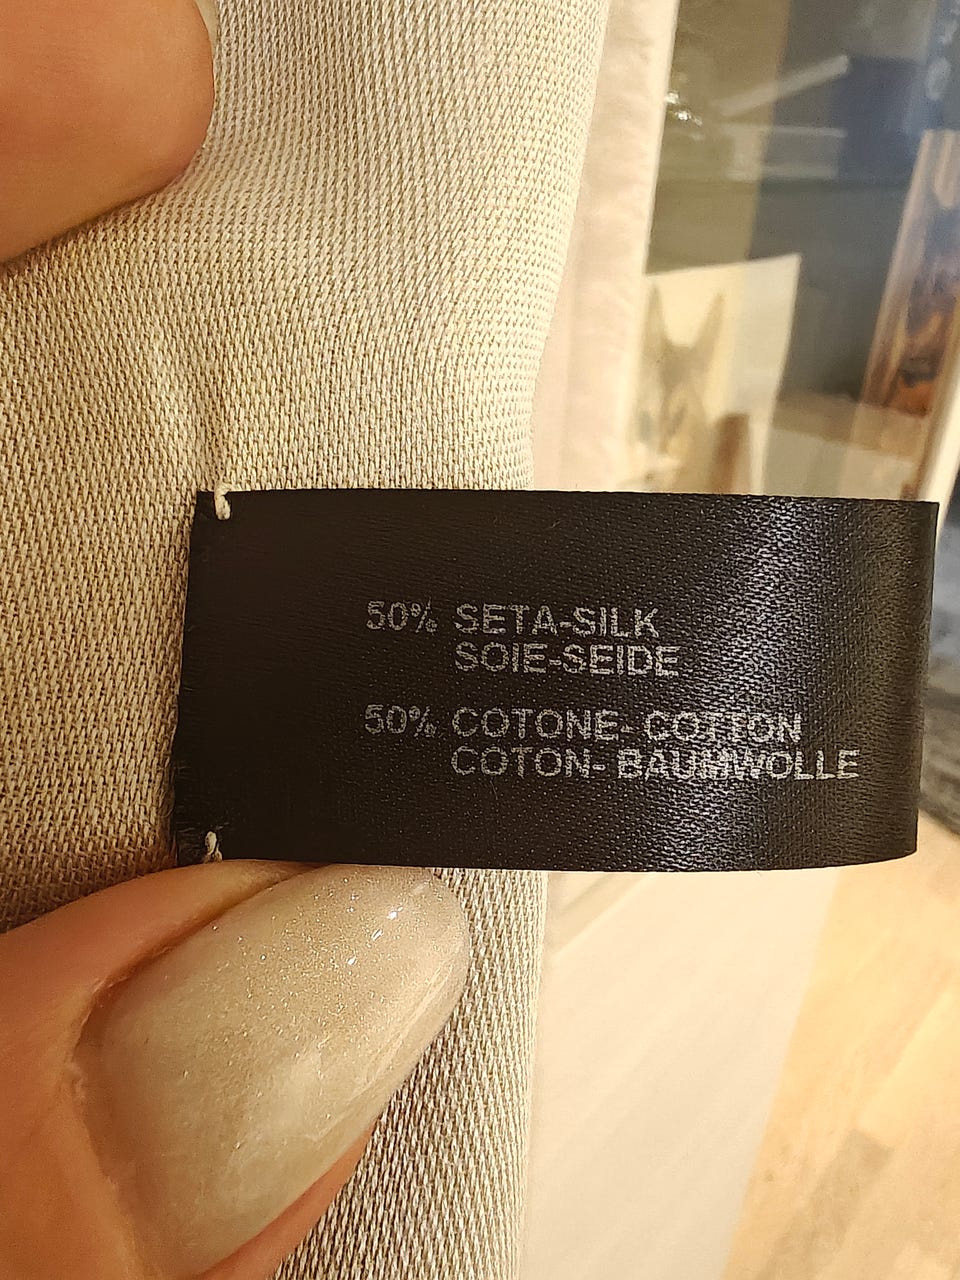 50% SETA-SILK
SOIE-SEIDE
50% COTONE- COTTON
COTON- BAUMWOLLE